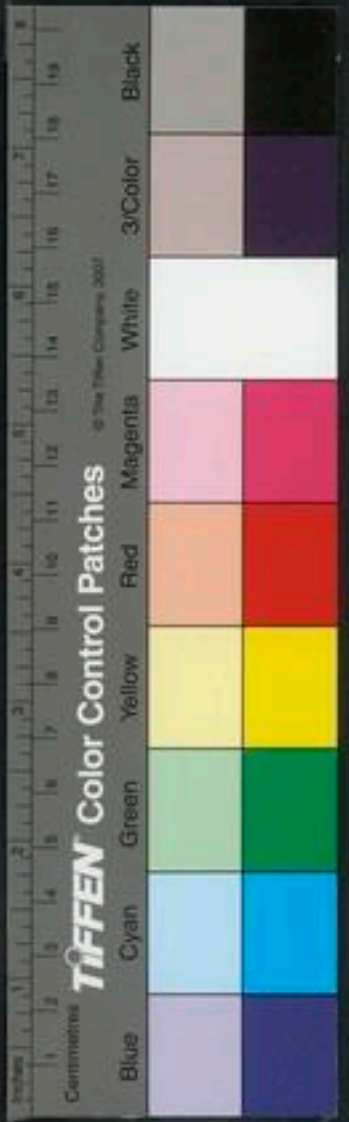 Inches 1 2 3 4 5 6 7 8
Centimetres 1 2 3 4 5 6 7 8 9 10 11 12 13 14 15 16 17 18 19
TIFFEN® Color Control Patches © The Tiffen Company, 2007
Blue Cyan Green Yellow Red Magenta White 3/Color Black